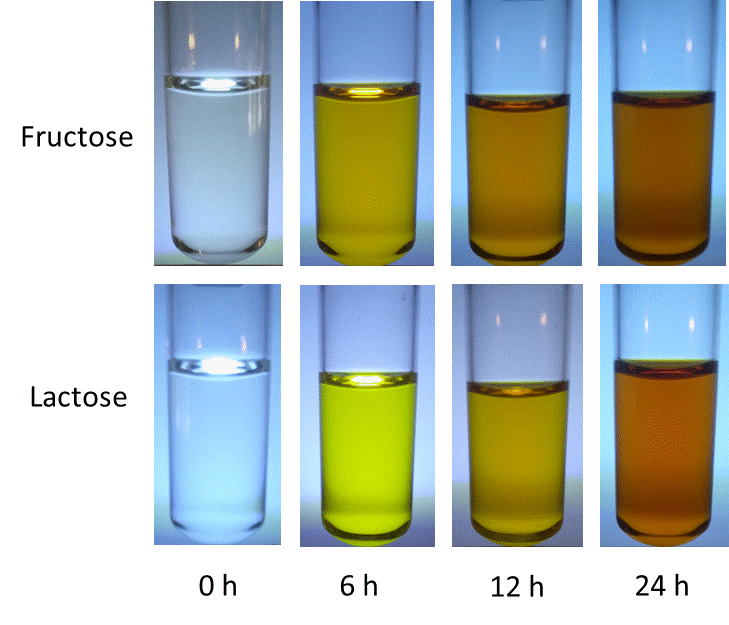 Fructose
Lactose
0 h
6 h
12 h
24 h